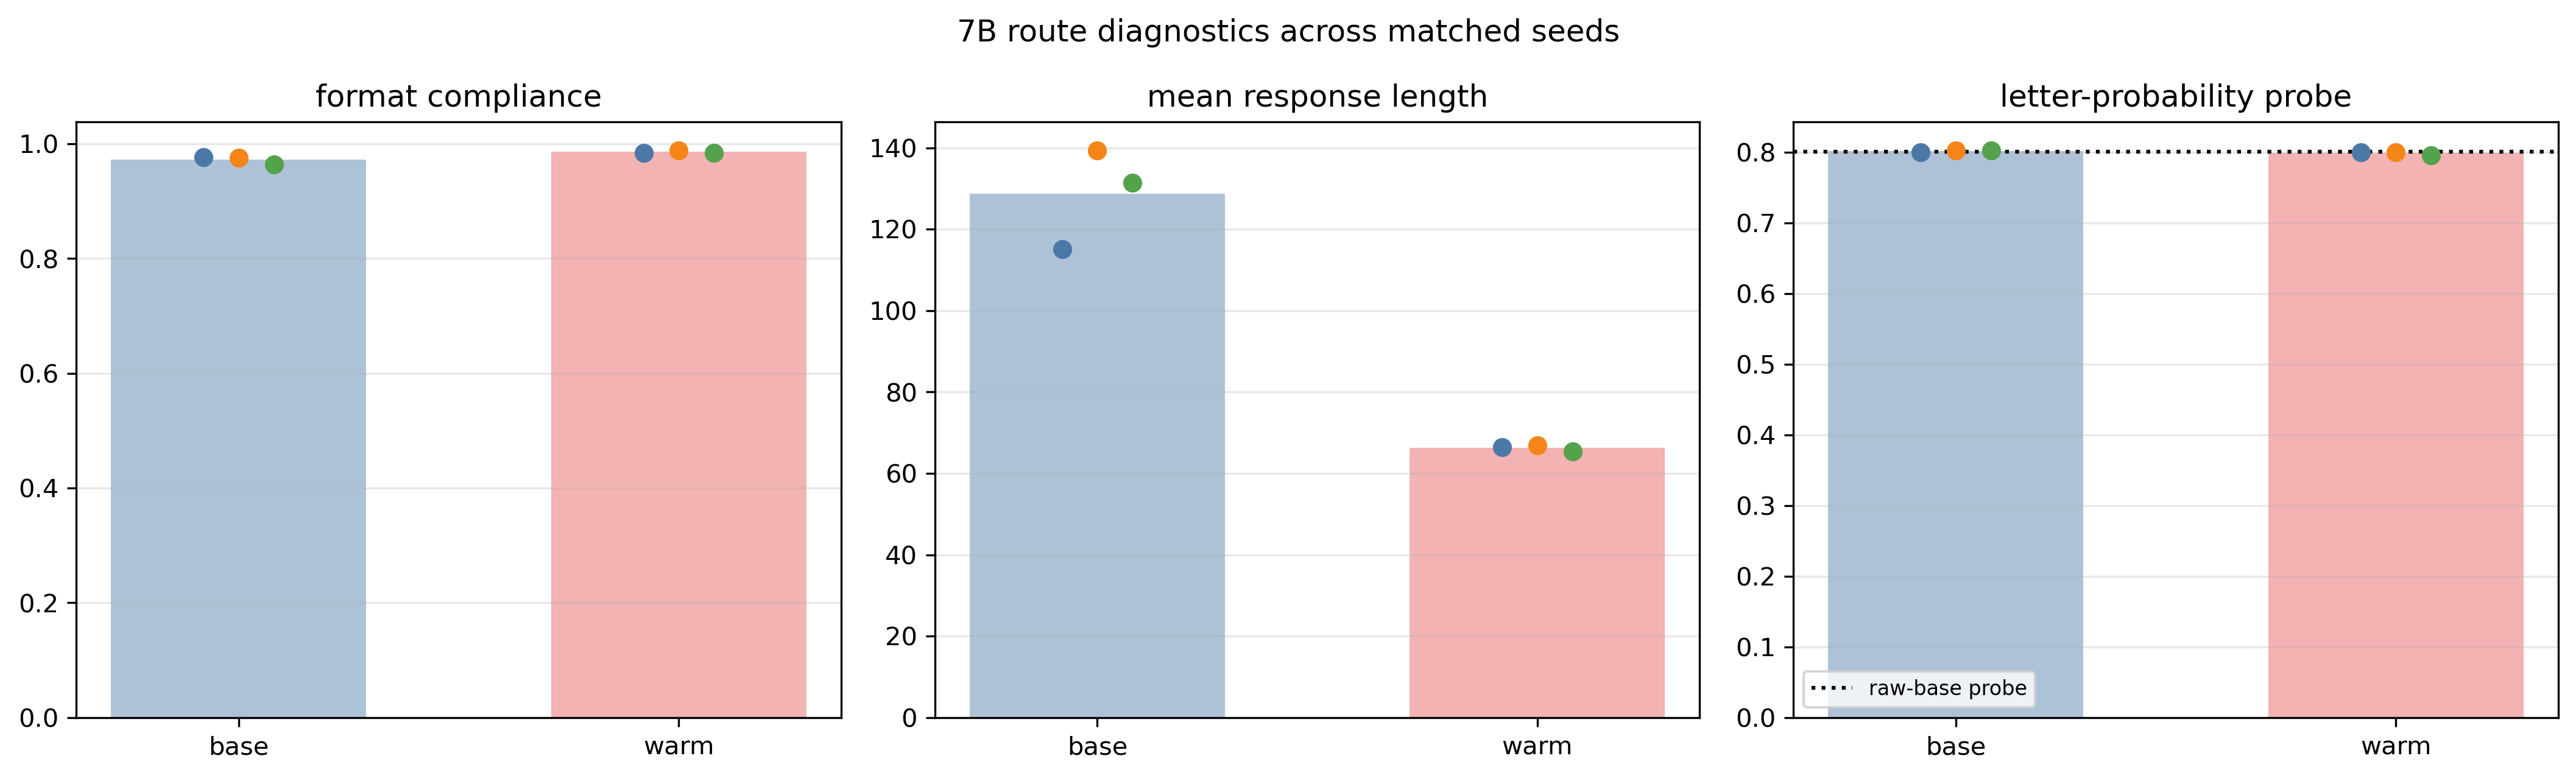 7B route diagnostics across matched seeds
format compliance
1.0
0.8
0.6
0.4
0.2
0.0
base
warm
mean response length
140
120
100
80
60
40
20
0
base
warm
letter-probability probe
0.8
0.7
0.6
0.5
0.4
0.3
0.2
0.1
0.0
raw-base probe
base
warm